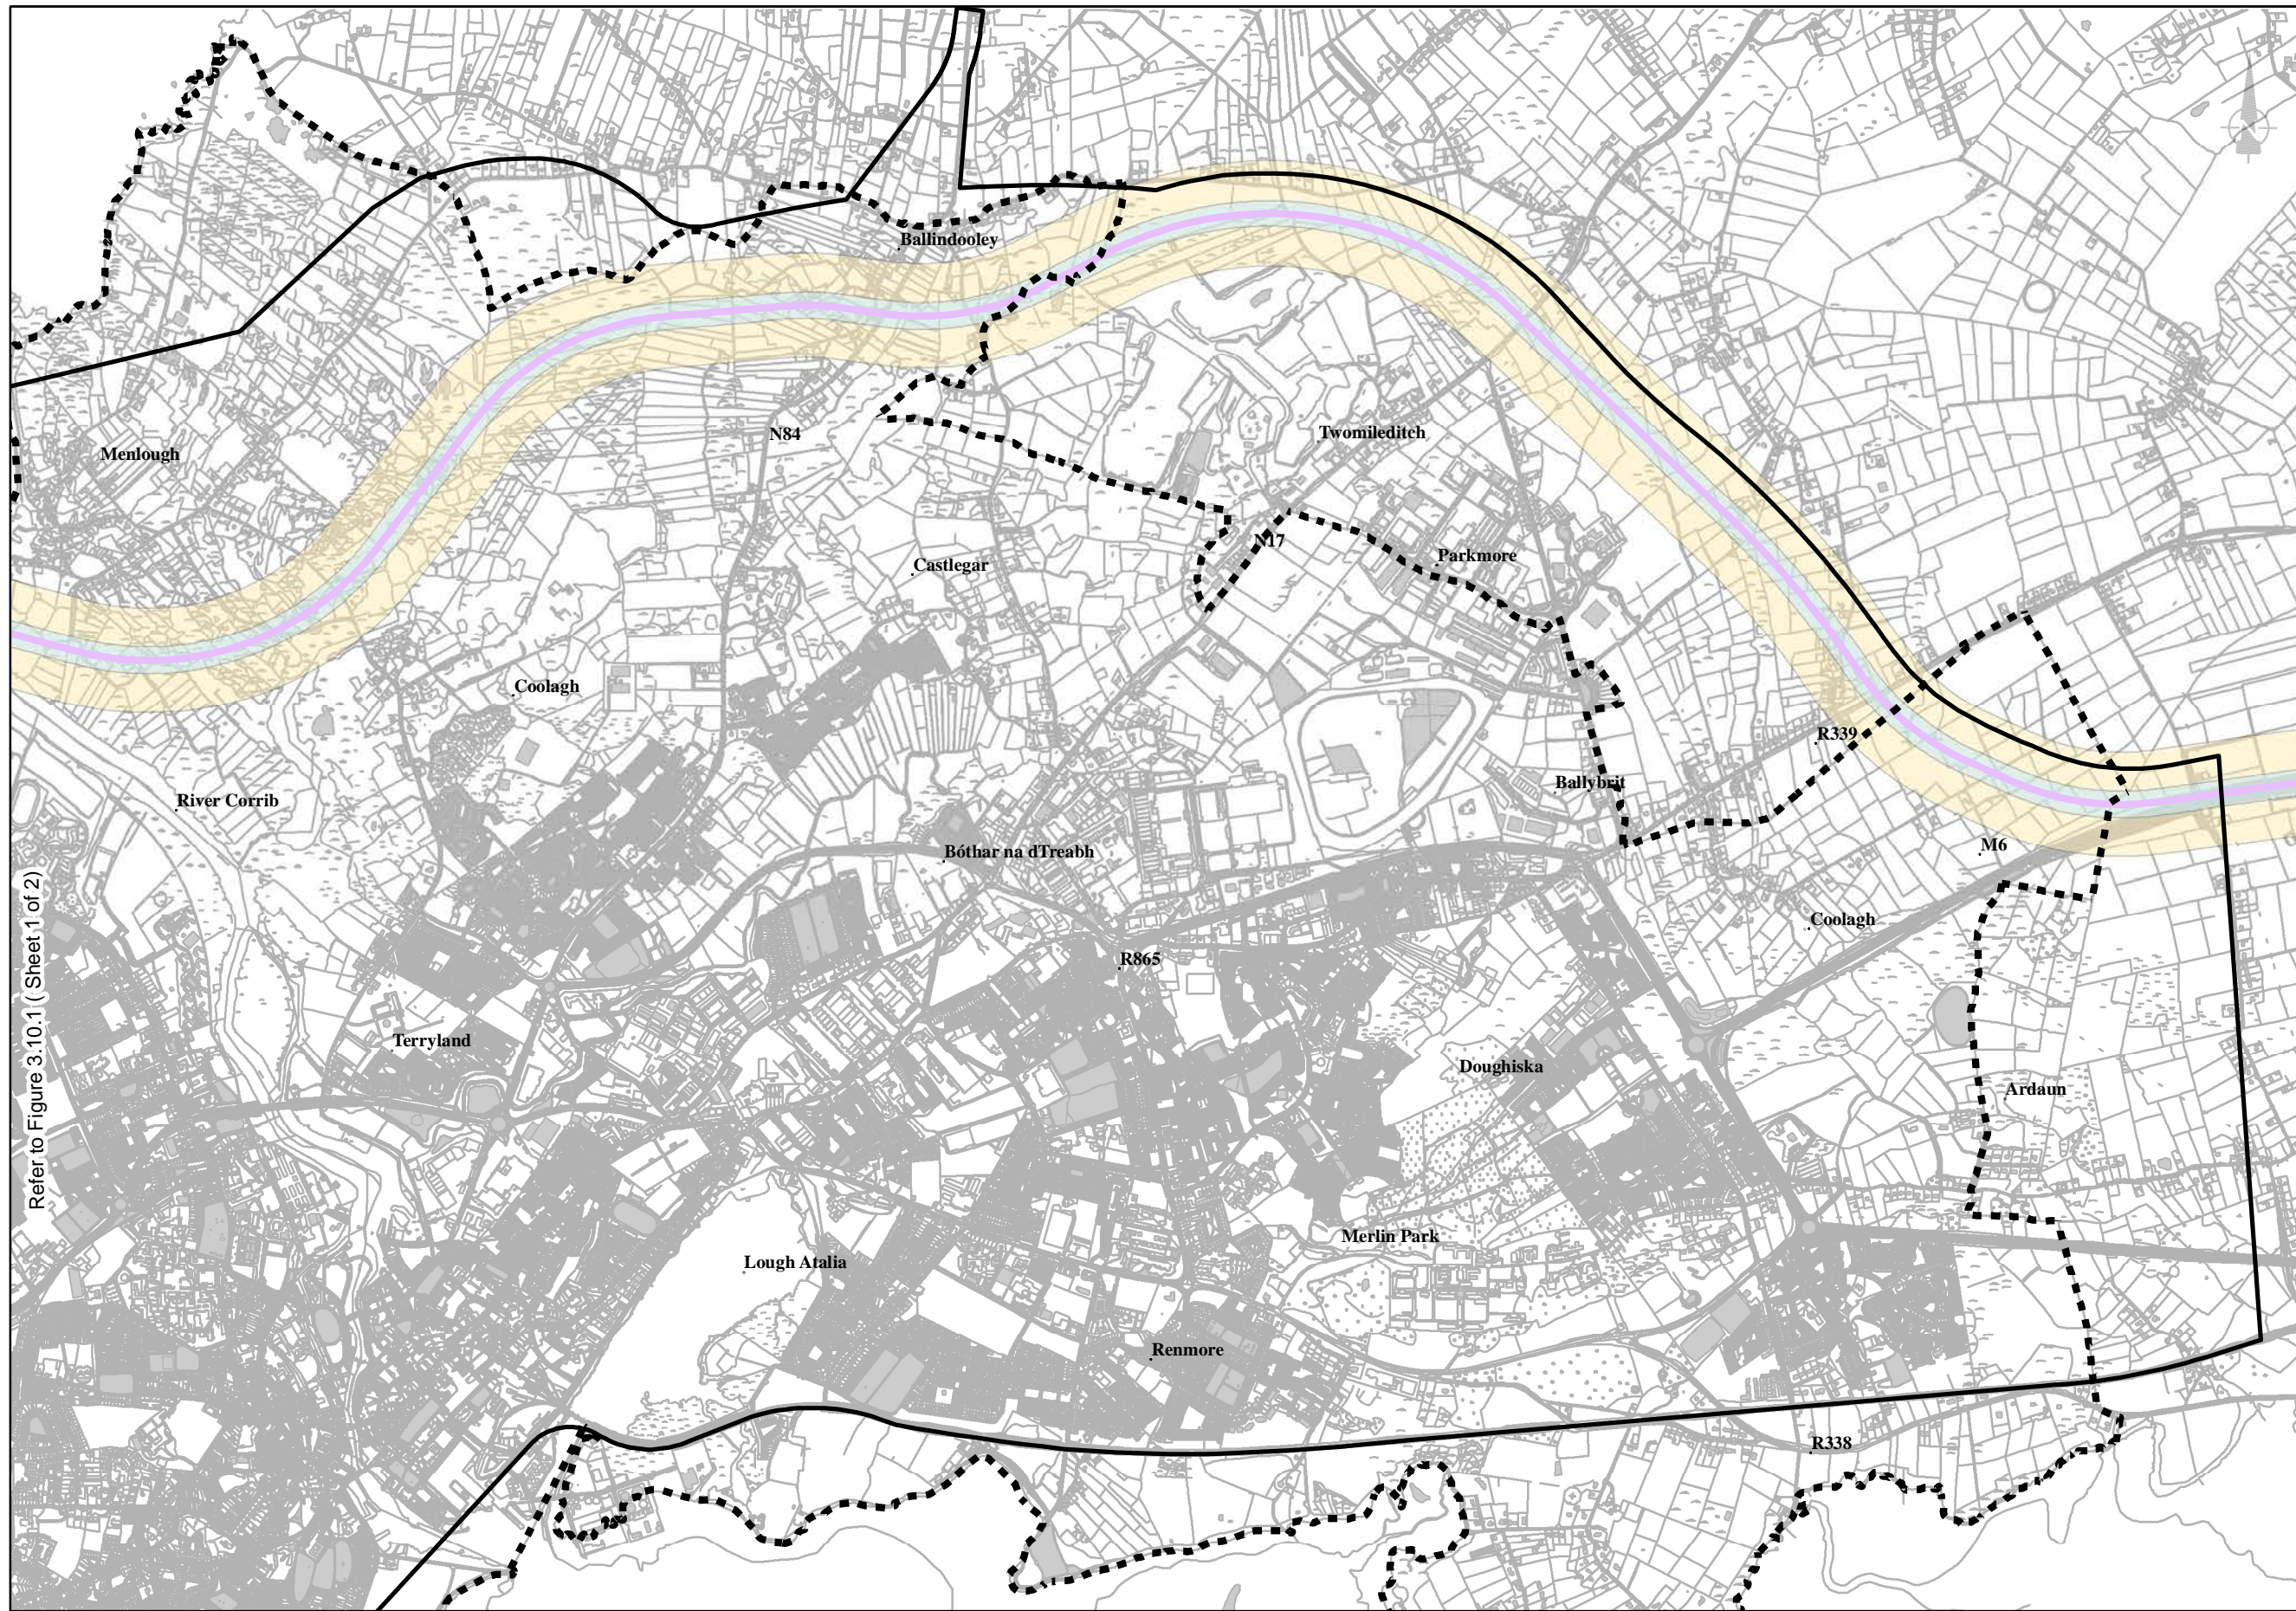 Ballindooley
N84
Twomileditch
Menlough
N17
Parkmore
Castlegar
Coolagh
R339
Ballybrit
River Corrib
M6
Bóthar na dTreabh
Coolagh
R865
Refer to Figure 3.10.1 ( Sheet 1 of 2)
Terryland
Doughiska
Ardaun
Merlin Park
Lough Atalia
Renmore
R338